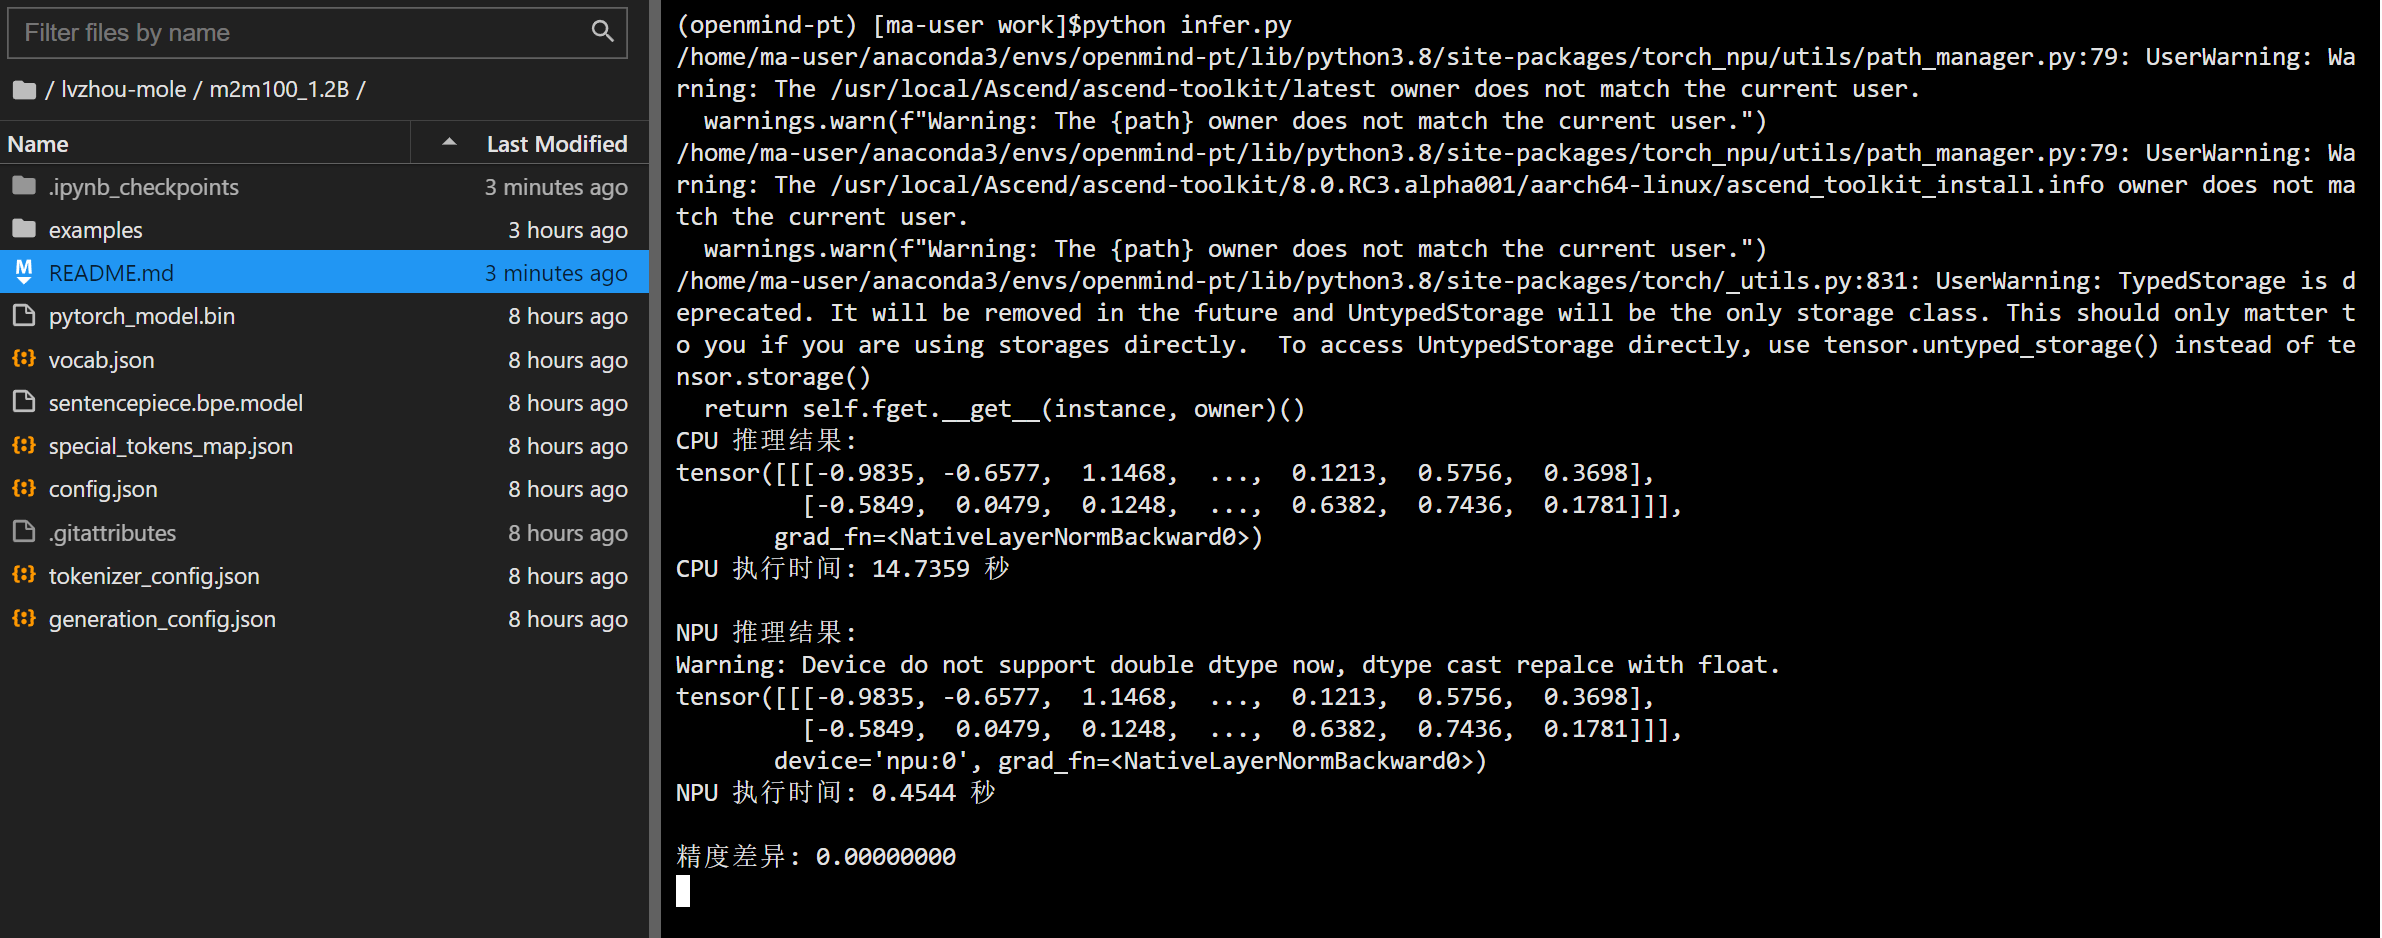 Filter files by name
/ lvzhou-mole / m2m100_1.2B /
Name Last Modified
.ipynb_checkpoints 3 minutes ago
examples 3 hours ago
README.md 3 minutes ago
pytorch_model.bin 8 hours ago
vocab.json 8 hours ago
sentencepiece.bpe.model 8 hours ago
special_tokens_map.json 8 hours ago
config.json 8 hours ago
.gitattributes 8 hours ago
tokenizer_config.json 8 hours ago
generation_config.json 8 hours ago
(openmind-pt) [ma-user work]$python infer.py
/home/ma-user/anaconda3/envs/openmind-pt/lib/python3.8/site-packages/torch_npu/utils/path_manager.py:79: UserWarning: Wa
rning: The /usr/local/Ascend/ascend-toolkit/latest owner does not match the current user.
  warnings.warn(f"Warning: The {path} owner does not match the current user.")
/home/ma-user/anaconda3/envs/openmind-pt/lib/python3.8/site-packages/torch_npu/utils/path_manager.py:79: UserWarning: Wa
rning: The /usr/local/Ascend/ascend-toolkit/8.0.RC3.alpha001/aarch64-linux/ascend_toolkit_install.info owner does not ma
tch the current user.
  warnings.warn(f"Warning: The {path} owner does not match the current user.")
/home/ma-user/anaconda3/envs/openmind-pt/lib/python3.8/site-packages/torch/_utils.py:831: UserWarning: TypedStorage is d
eprecated. It will be removed in the future and UntypedStorage will be the only storage class. This should only matter t
o you if you are using storages directly.  To access UntypedStorage directly, use tensor.untyped_storage() instead of te
nsor.storage()
  return self.fget.__get__(instance, owner)()
CPU 推理结果:
tensor([[[-0.9835, -0.6577,  1.1468,  ...,  0.1213,  0.5756,  0.3698],
         [-0.5849,  0.0479,  0.1248,  ...,  0.6382,  0.7436,  0.1781]]],
       grad_fn=<NativeLayerNormBackward0>)
CPU 执行时间: 14.7359 秒
NPU 推理结果:
Warning: Device do not support double dtype now, dtype cast repalce with float.
tensor([[[-0.9835, -0.6577,  1.1468,  ...,  0.1213,  0.5756,  0.3698],
         [-0.5849,  0.0479,  0.1248,  ...,  0.6382,  0.7436,  0.1781]]],
       device='npu:0', grad_fn=<NativeLayerNormBackward0>)
NPU 执行时间: 0.4544 秒
精度差异: 0.00000000